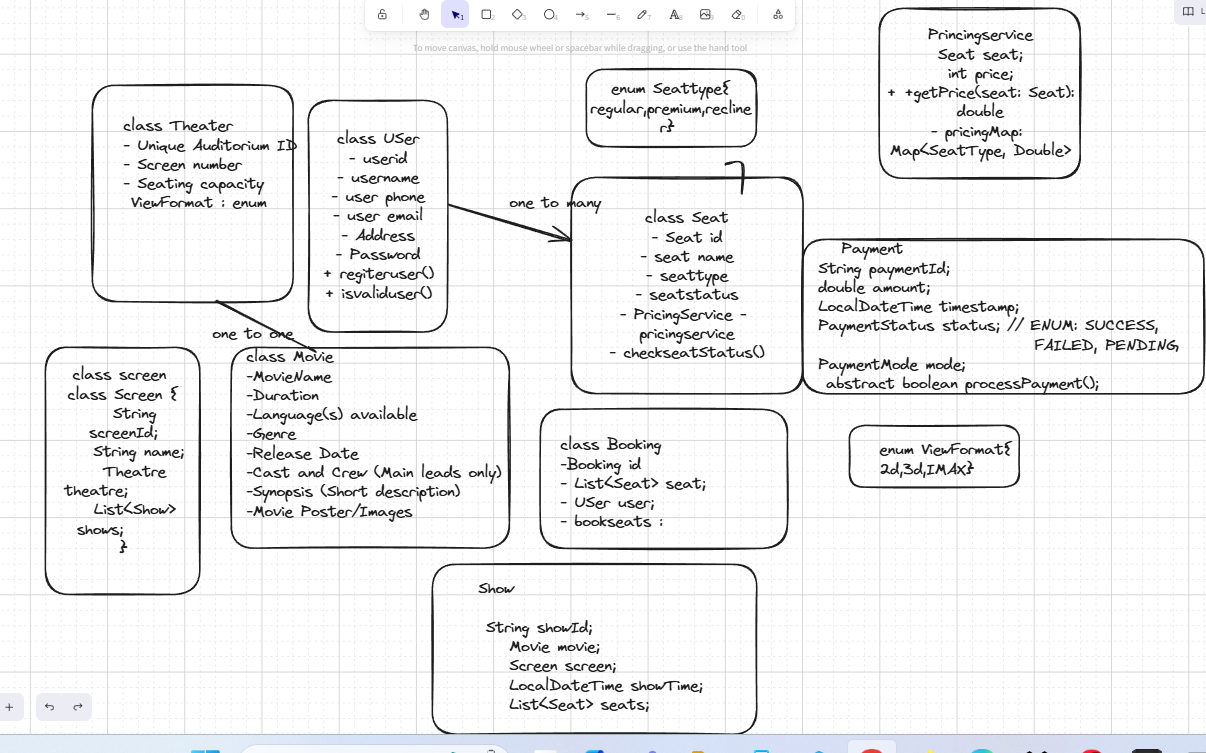 To move canvas, hold mouse wheel or spacebar while dragging, or use the hand tool
class Theater
- Unique Auditorium ID
- Screen number
- Seating capacity
ViewFormat : enum
class USer
- userid
- username
- user phone
- user email
- Address
- Password
+ regiteruser()
+ isvaliduser()
one to many
enum Seattype{
regular,premium,recline
r}
class Seat
- Seat id
- seat name
- seattype
- seatstatus
- PricingService -
pricingservice
- checkseatStatus()
Princingservice
Seat seat;
int price;
+ +getPrice(seat: Seat):
double
- pricingMap:
Map<SeatType, Double>
Payment
String paymentId;
double amount;
LocalDateTime timestamp;
PaymentStatus status; // ENUM: SUCCESS,
FAILED, PENDING
PaymentMode mode;
abstract boolean processPayment();
one to one
class screen
class Screen {
String
screenId;
String name;
Theatre
theatre;
List<Show>
shows;
}
class Movie
-MovieName
-Duration
-Language(s) available
-Genre
-Release Date
-Cast and Crew (Main leads only)
-Synopsis (Short description)
-Movie Poster/Images
class Booking
-Booking id
- List<Seat> seat;
- USer user;
- bookseats :
enum ViewFormat{
2d,3d,IMAX}
Show
String showId;
Movie movie;
Screen screen;
LocalDateTime showTime;
List<Seat> seats;